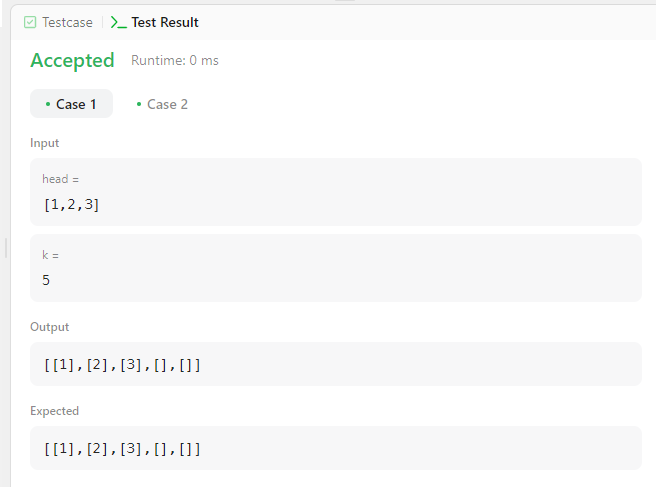 Testcase | >_ Test Result
Accepted Runtime: 0 ms
• Case 1 • Case 2
Input
head =
[1,2,3]
k =
5
Output
[[1],[2],[3],[],[]]
Expected
[[1],[2],[3],[],[]]